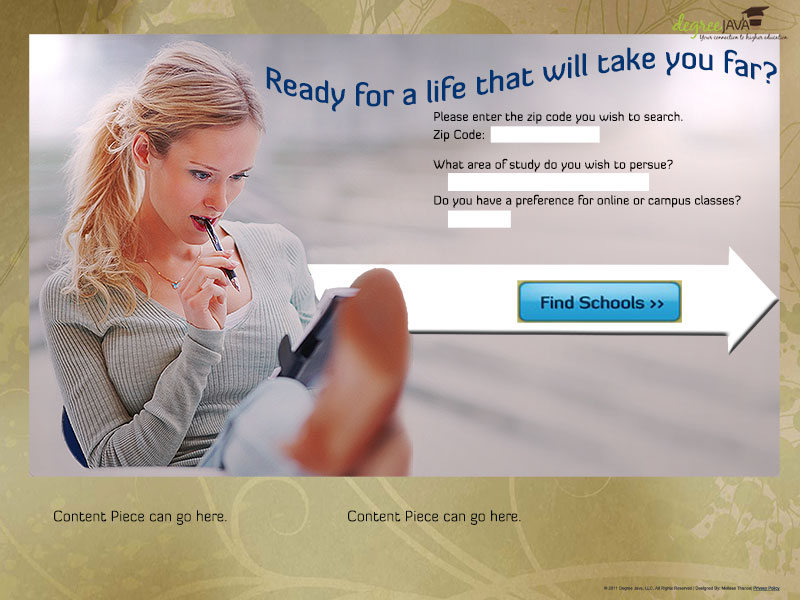 degreeJAVA
Your connection to higher education
Ready for a life that will take you far?
Please enter the zip code you wish to search.
Zip Code:
What area of study do you wish to persue?
Do you have a preference for online or campus classes?
Find Schools >>
Content Piece can go here.
Content Piece can go here.
© 2011 Degree Java, LLC. All Rights Reserved | Designed By: Melissa Privacy Policy